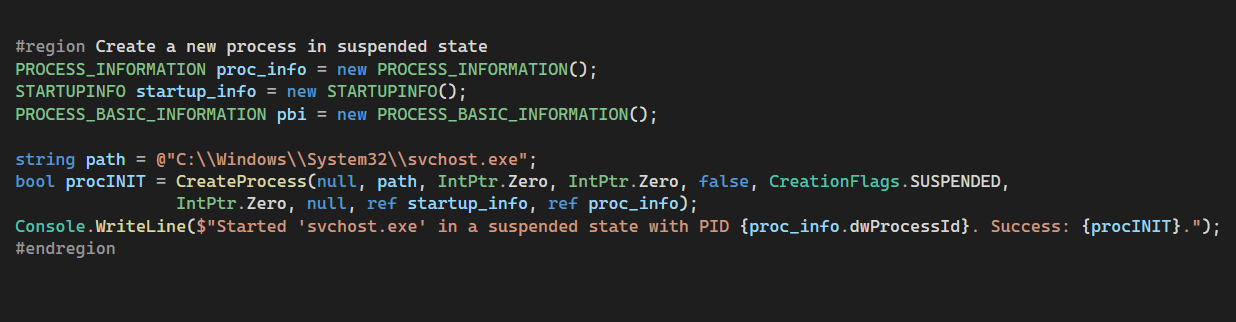 #region Create a new process in suspended state
PROCESS_INFORMATION proc_info = new PROCESS_INFORMATION();
STARTUPINFO startup_info = new STARTUPINFO();
PROCESS_BASIC_INFORMATION pbi = new PROCESS_BASIC_INFORMATION();
string path = @"C:\\Windows\\System32\\svchost.exe";
bool procINIT = CreateProcess(null, path, IntPtr.Zero, IntPtr.Zero, false, CreationFlags.SUSPENDED,
IntPtr.Zero, null, ref startup_info, ref proc_info);
Console.WriteLine($"Started 'svchost.exe' in a suspended state with PID {proc_info.dwProcessId}. Success: {procINIT}.");
#endregion